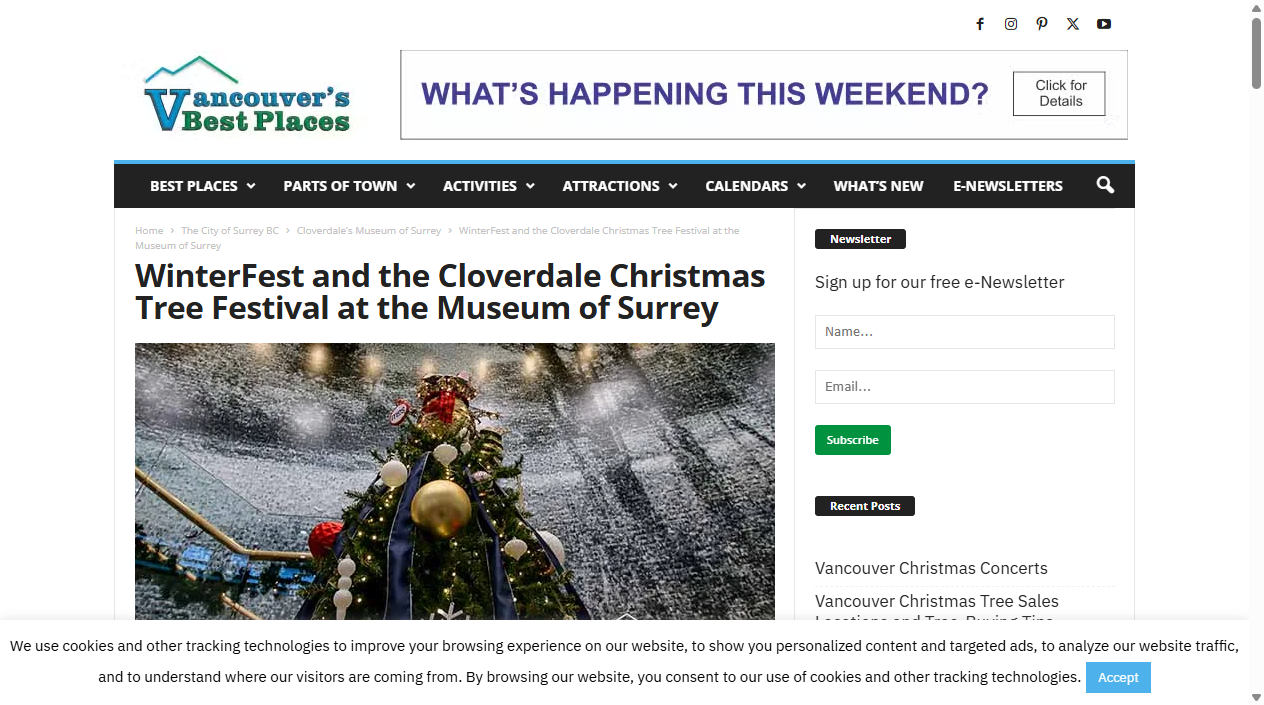 Vancouver's
Best Places
WHAT'S HAPPENING THIS WEEKEND?
Click for
Details
BEST PLACES
PARTS OF TOWN
ACTIVITIES
ATTRACTIONS
CALENDARS
WHAT'S NEW
E-NEWSLETTERS
Home › The City of Surrey BC › Cloverdale's Museum of Surrey › WinterFest and the Cloverdale Christmas Tree Festival at the
Museum of Surrey
WinterFest and the Cloverdale Christmas
Tree Festival at the Museum of Surrey
Newsletter
Sign up for our free e-Newsletter
Name...
Email...
Subscribe
Recent Posts
Vancouver Christmas Concerts
Vancouver Christmas Tree Sales
Locations and Tree-Buying Tips
We use cookies and other tracking technologies to improve your browsing experience on our website, to show you personalized content and targeted ads, to analyze our website traffic,
and to understand where our visitors are coming from. By browsing our website, you consent to our use of cookies and other tracking technologies. Accept